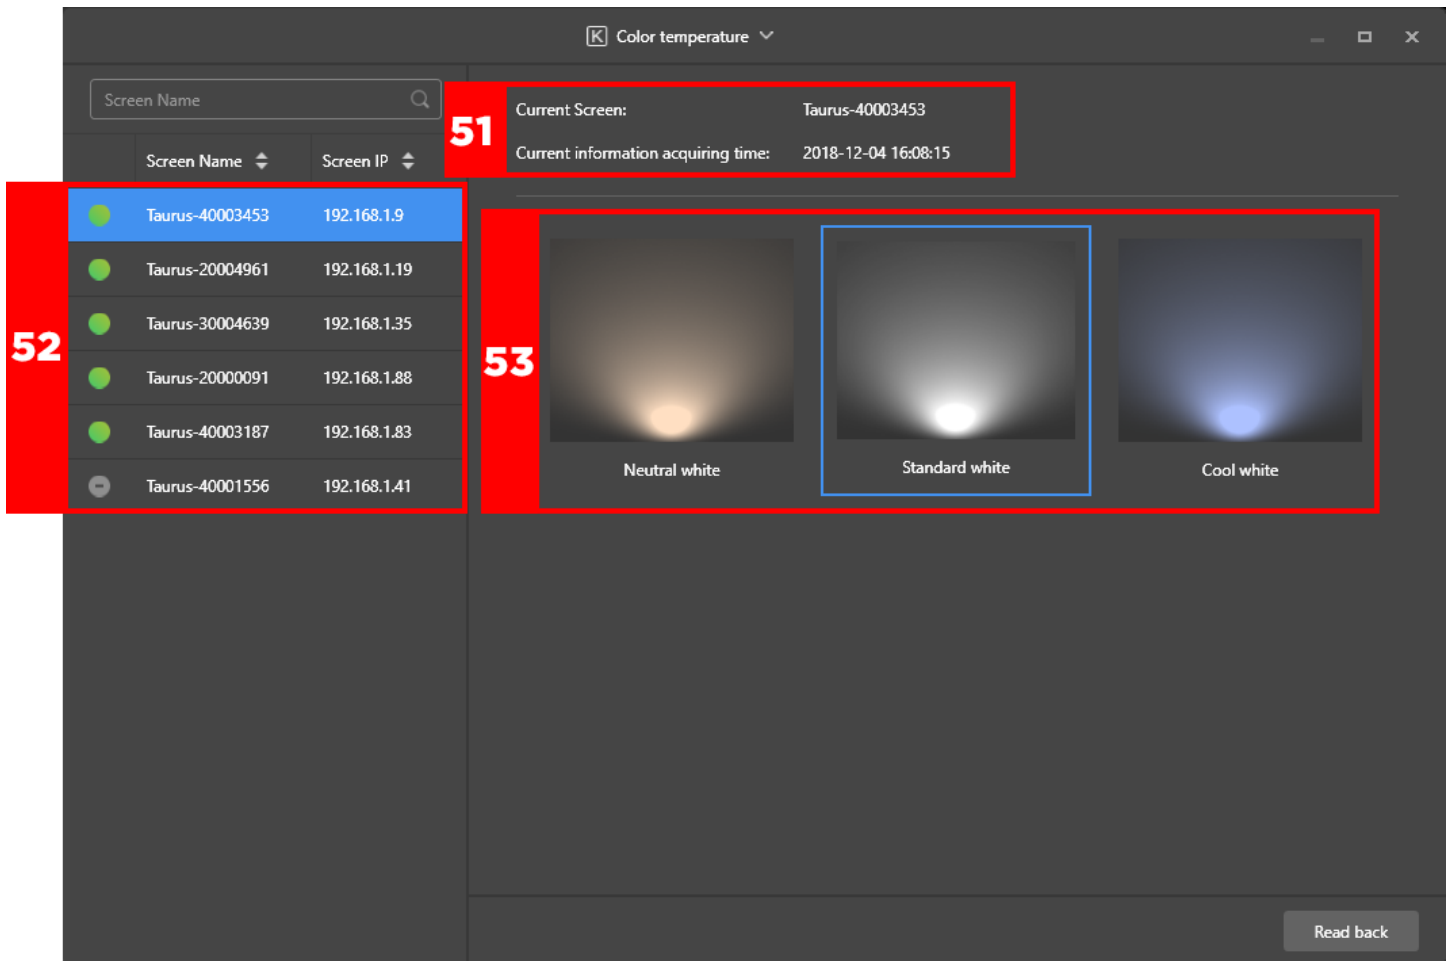 K Color temperature
Screen Name
51
Current Screen: Taurus-40003453
Current information acquiring time: 2018-12-04 16:08:15
Screen Name Screen IP
52
Taurus-40003453 192.168.1.9
Taurus-20004961 192.168.1.19
Taurus-30004639 192.168.1.35
Taurus-20000091 192.168.1.88
Taurus-40003187 192.168.1.83
Taurus-40001556 192.168.1.41
53
Neutral white
Standard white
Cool white
Read back